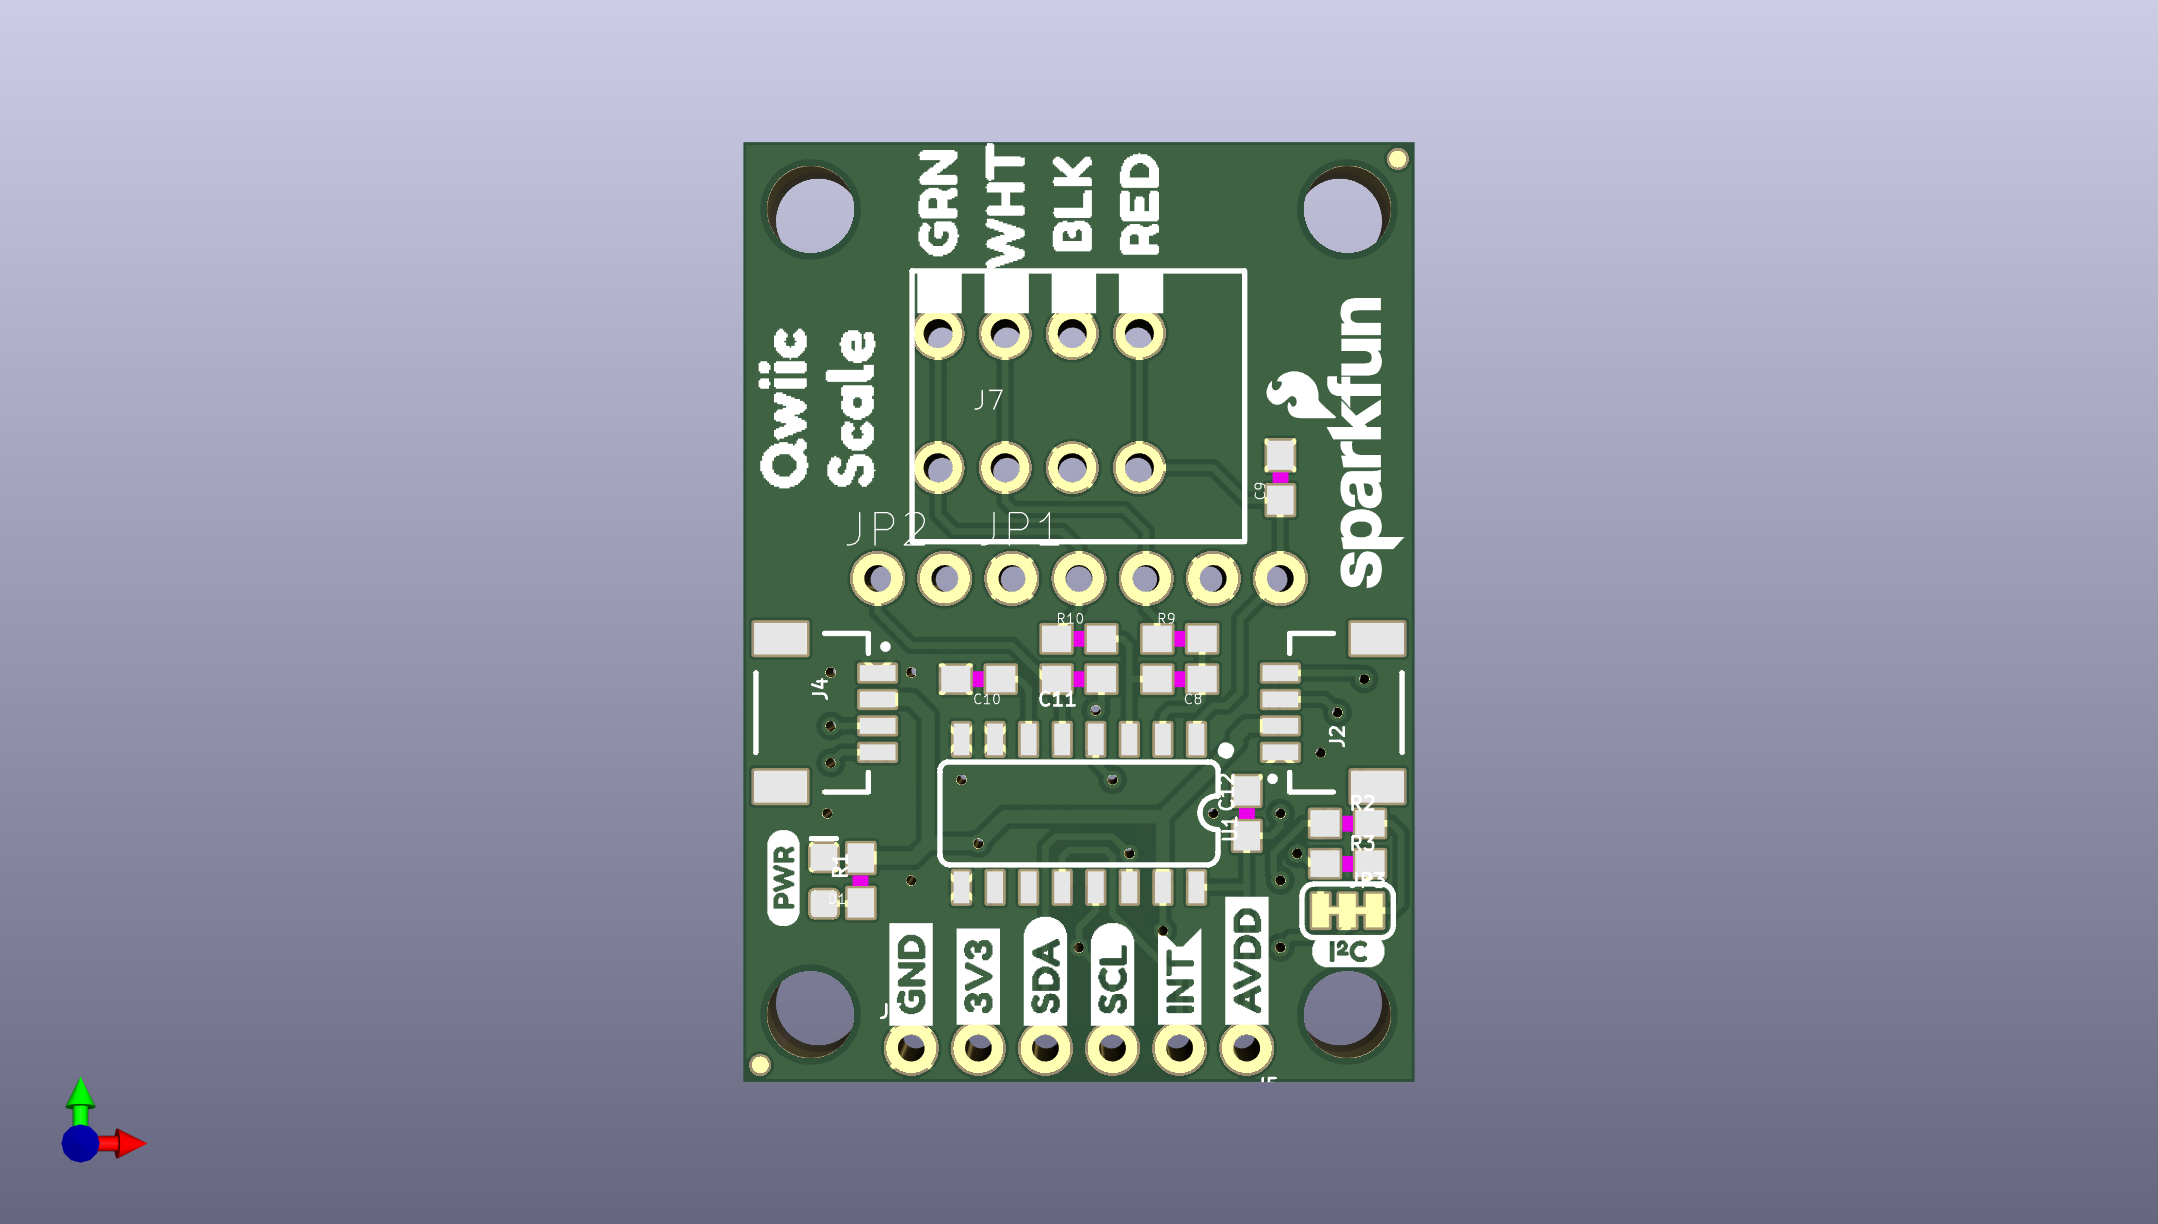 GRN
WHT
BLK
RED
Qwiic
Scale
sparkfun
J7
C9
JP2
JP1
R10
R9
J4
C10
C11
C8
J2
C12
U1
R2
R3
JP3
I²C
PWR
R1
D1
GND
3V3
SDA
SCL
INT
AVDD
J